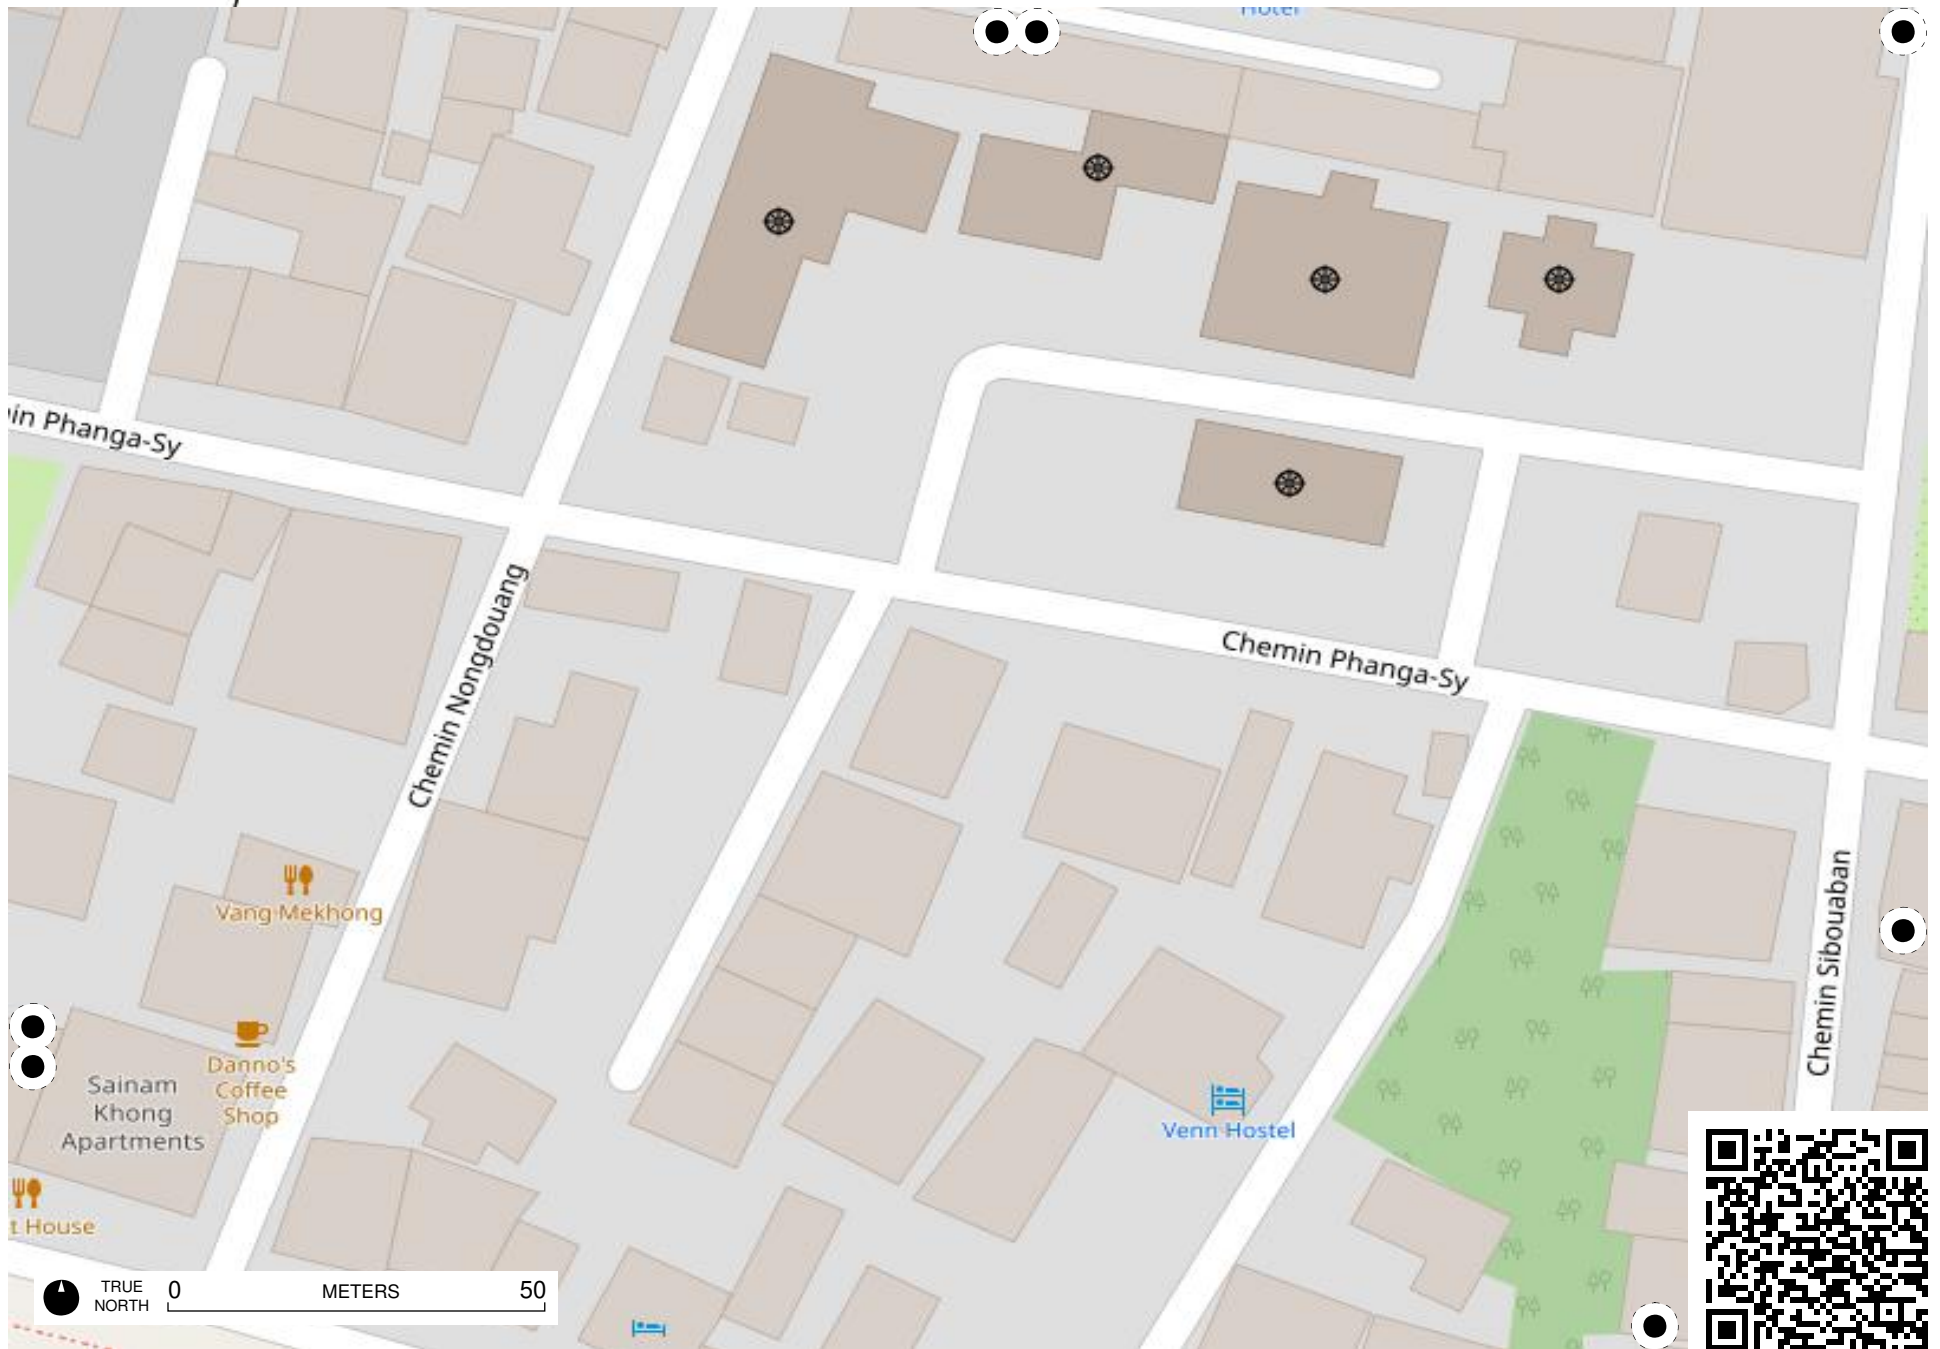 Hotel
in Phanga-Sy
Chemin Nongdouang
Chemin Phanga-Sy
Vang Mekhong
Chemin Sibouaban
Danno's
Coffee
Shop
Sainam
Khong
Apartments
Venn Hostel
t House
TRUE
NORTH
0 METERS 50